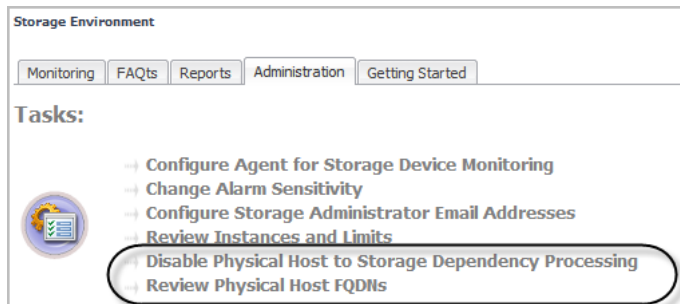 Storage Environment
Monitoring FAQts Reports Administration Getting Started
Tasks:
Configure Agent for Storage Device Monitoring
Change Alarm Sensitivity
Configure Storage Administrator Email Addresses
Review Instances and Limits
Disable Physical Host to Storage Dependency Processing
Review Physical Host FQDNs